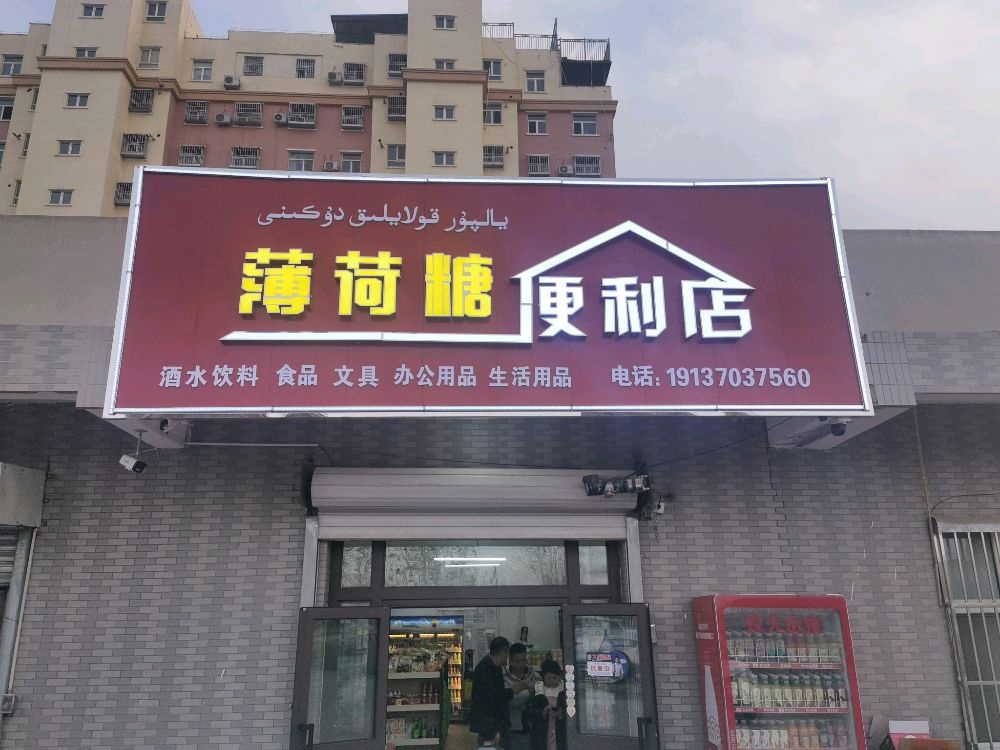 يالپۇز قولايلىق دۇكىنى
薄荷糖便利店
酒水饮料 食品 文具 办公用品 生活用品 电话: 19137037560